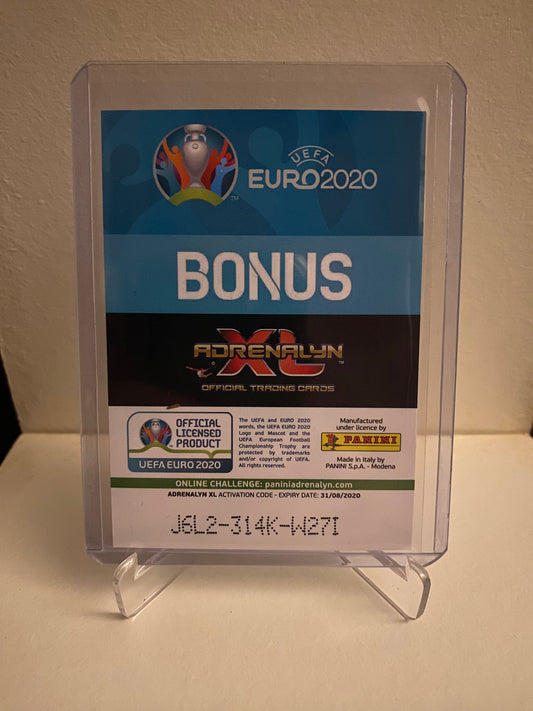 UEFA
EURO2020
TM
BONUS
ADRENALYN
XL
TM
OFFICIAL TRADING CARDS
OFFICIAL
LICENSED
PRODUCT
UEFA EURO 2020
The UEFA and EURO 2020
words, the UEFA EURO 2020
Logo and Mascot and the
UEFA European Football
Championship Trophy are
protected by trademarks
and/or copyright of UEFA.
All rights reserved.
Manufactured
under licence by
PANINI
Made in Italy by
PANINI S.p.A. - Modena
ONLINE CHALLENGE: paniniadrenalyn.com
ADRENALYN XL ACTIVATION CODE - EXPIRY DATE: 31/08/2020
J6L2-314K-W27I